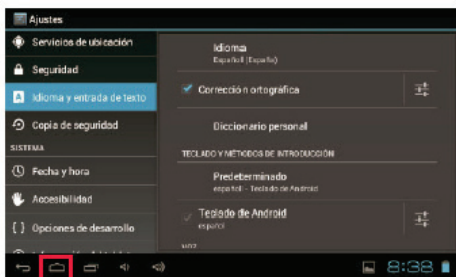 Ajustes
Servicios de ubicación
Seguridad
Idioma y entrada de texto
Copia de seguridad
SISTEMA
Fecha y hora
Accesibilidad
{ } Opciones de desarrollo
Idioma
Español (España)
Corrección ortográfica
Diccionario personal
TECLADO Y MÉTODOS DE INTRODUCCIÓN
Predeterminado
español - Teclado de Android
Teclado de Android
español
VOZ
8:38